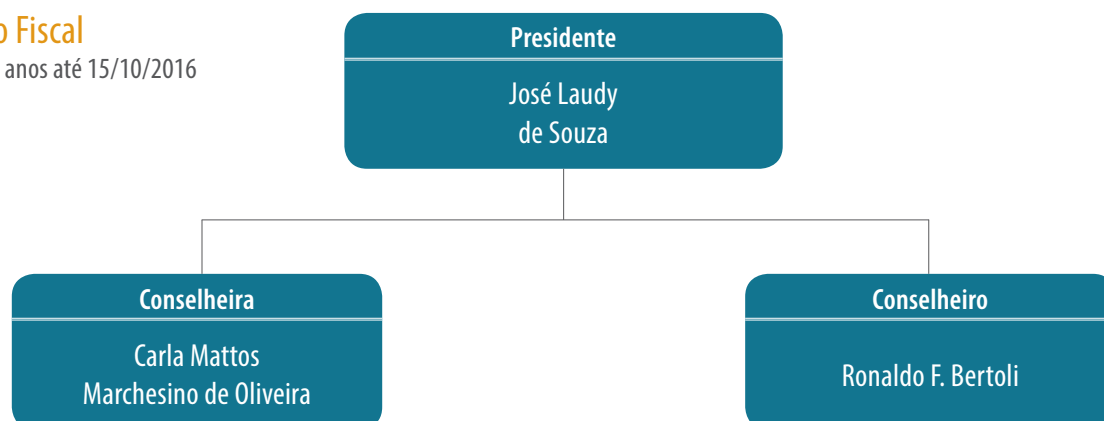 o Fiscal
anos até 15/10/2016
Presidente
José Laudy
de Souza
Conselheira
Carla Mattos
Marchesino de Oliveira
Conselheiro
Ronaldo F. Bertoli